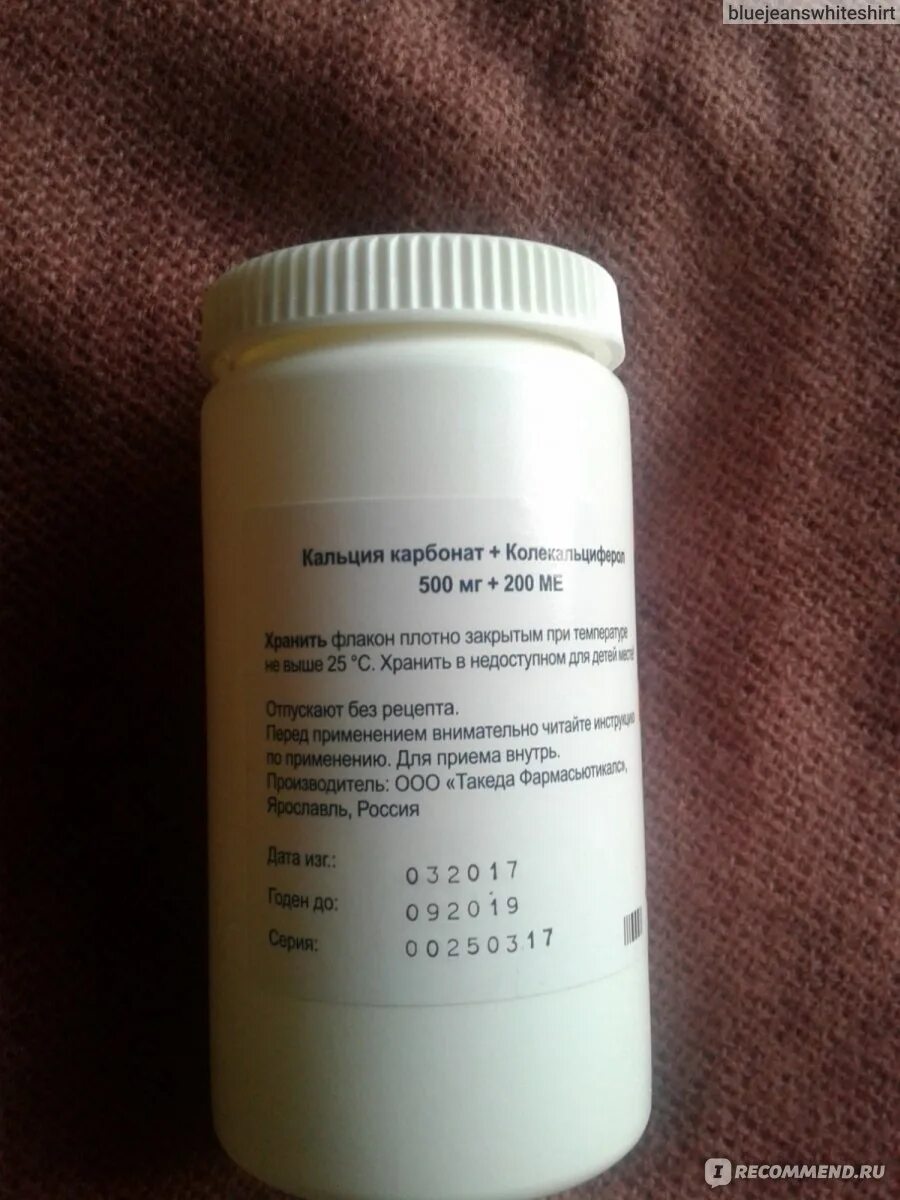 bluejeanswhiteshirt
Кальция карбонат + Колекальциферол
500 мг + 200 МЕ
Хранить флакон плотно закрытым при температуре
не выше 25 °С. Хранить в недоступном для детей месте!
Отпускают без рецепта.
Перед применением внимательно читайте инструкцию
по применению. Для приема внутрь.
Производитель: ООО «Такеда Фармасьютикалс»,
Ярославль, Россия
Дата изг.: 032017
Годен до: 092019
Серия: 00250317
IRECOMMEND.RU